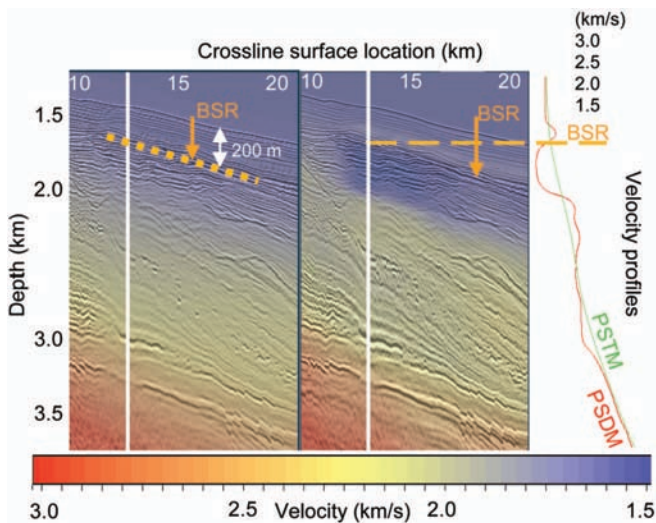 Crossline surface location (km)
10 15 20
10 15 20
BSR
200 m
BSR
1.5
2.0
3.0
3.5
Depth (km)
(km/s)
3.0
2.5
2.0
1.5
BSR
Velocity profiles
PSTM
PSDM
3.0 2.5 Velocity (km/s) 2.0 1.5